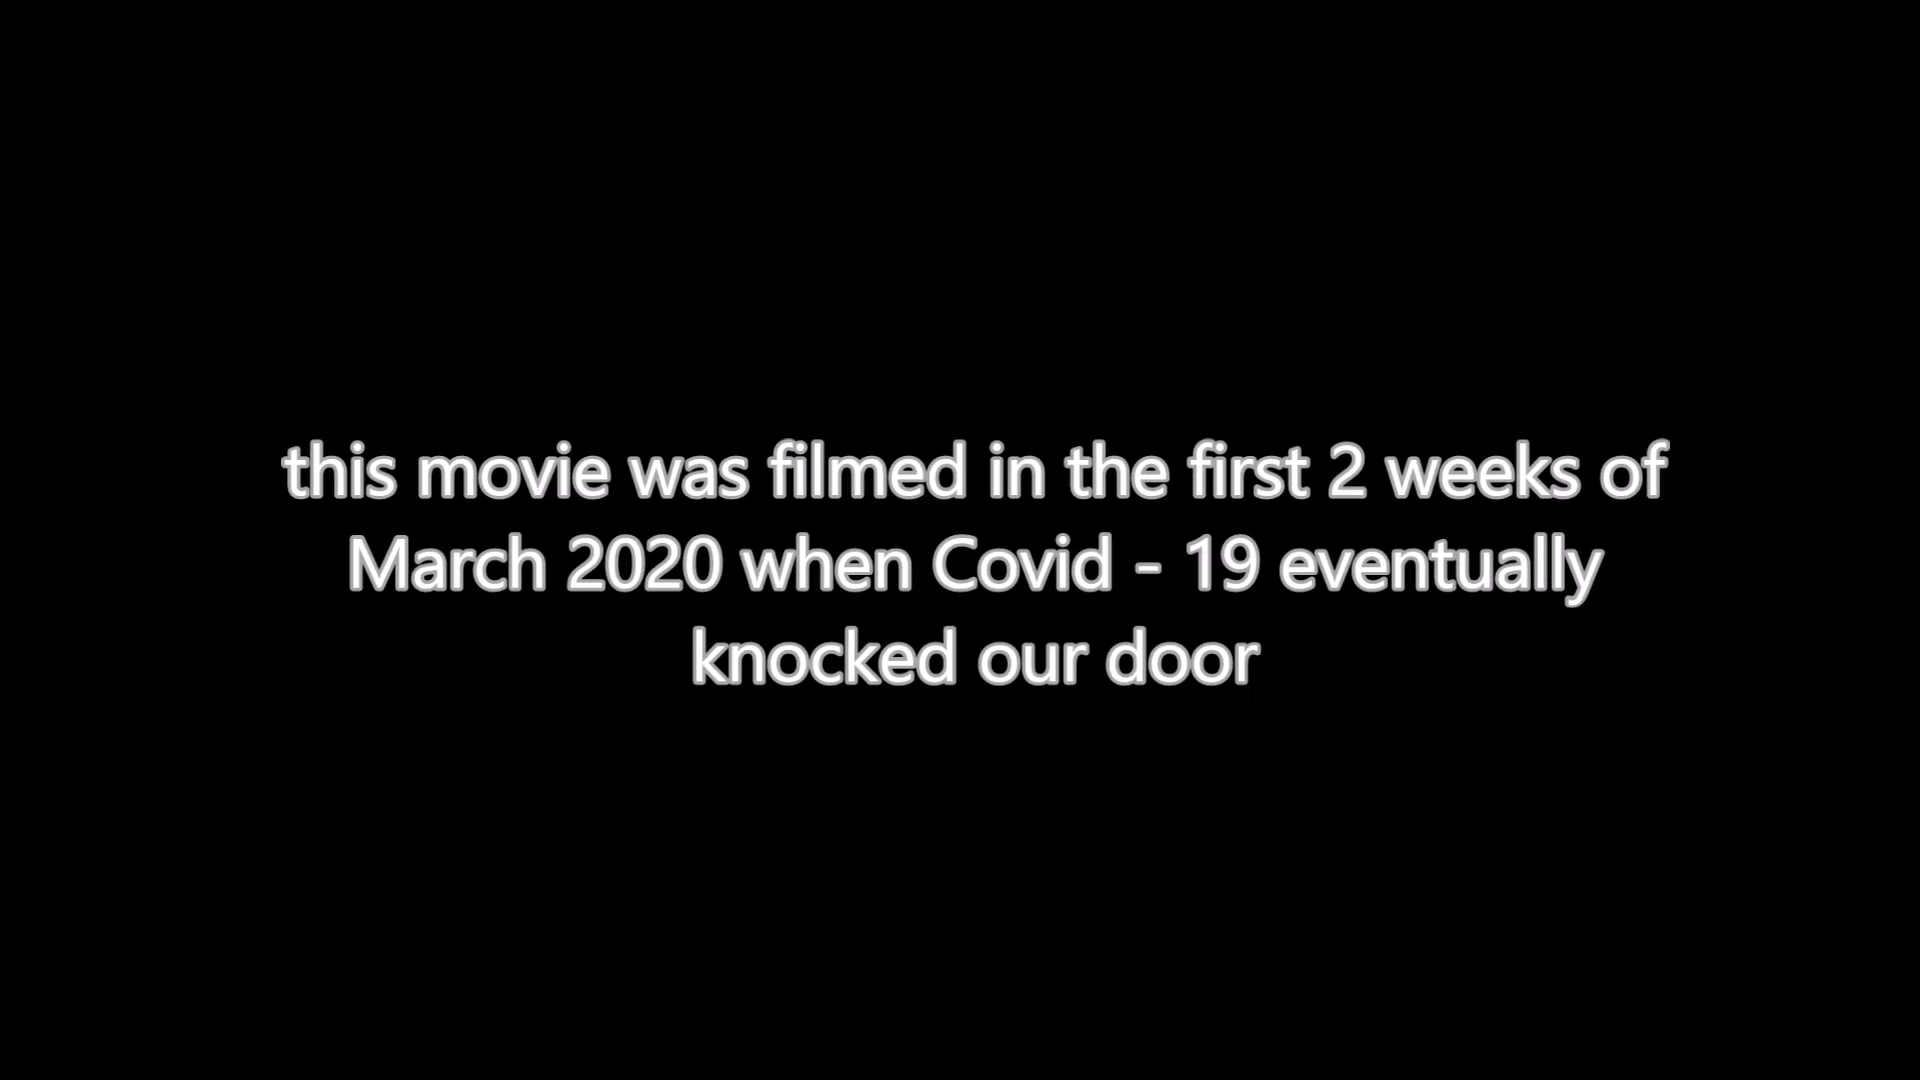 this movie was filmed in the first 2 weeks of
March 2020 when Covid - 19 eventually
knocked our door